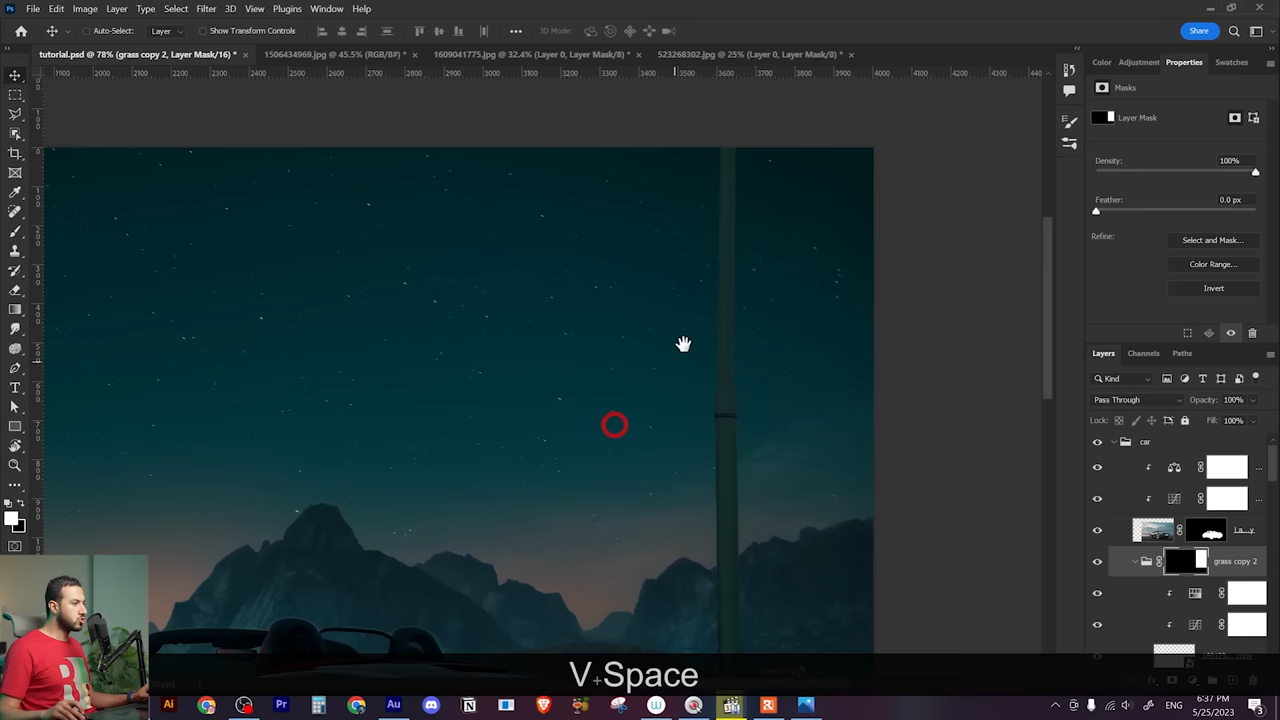 Ps File Edit Image Layer Type Select Filter 3D View Plugins Window Help
Auto-Select: Layer Show Transform Controls 3D Mode: Share
tutorial.psd @ 78% (grass copy 2, Layer Mask/16) * × 1506434969.jpg @ 45.5% (RGB/8#) * × 1609041775.jpg @ 32.4% (Layer 0, Layer Mask/8) * × 523268302.jpg @ 25% (Layer 0, Layer Mask/8) * ×
1900 2000 2100 2200 2300 2400 2500 2600 2700 2800 2900 3000 3100 3200 3300 3400 3500 3600 3700 3800 3900 4000 4100 4200 4300 440
Color Adjustment Properties Swatches
Masks
Layer Mask
Density: 100%
Feather: 0.0 px
Refine: Select and Mask...
Color Range...
Invert
Layers Channels Paths
Kind
Pass Through Opacity: 100%
Lock: Fill: 100%
car
...
...
La...y
grass copy 2
V+Space
Ai Pr Au
ENG 6:37 PM
5/25/2023